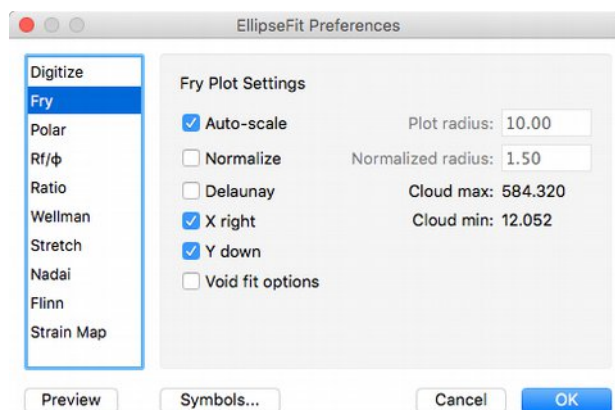 EllipseFit Preferences
Digitize
Fry
Polar
Rf/ϕ
Ratio
Wellman
Stretch
Nadai
Flinn
Strain Map
Fry Plot Settings
Auto-scale
Plot radius: 10.00
Normalize
Normalized radius: 1.50
Delaunay
Cloud max: 584.320
X right
Cloud min: 12.052
Y down
Void fit options
Preview
Symbols...
Cancel
OK